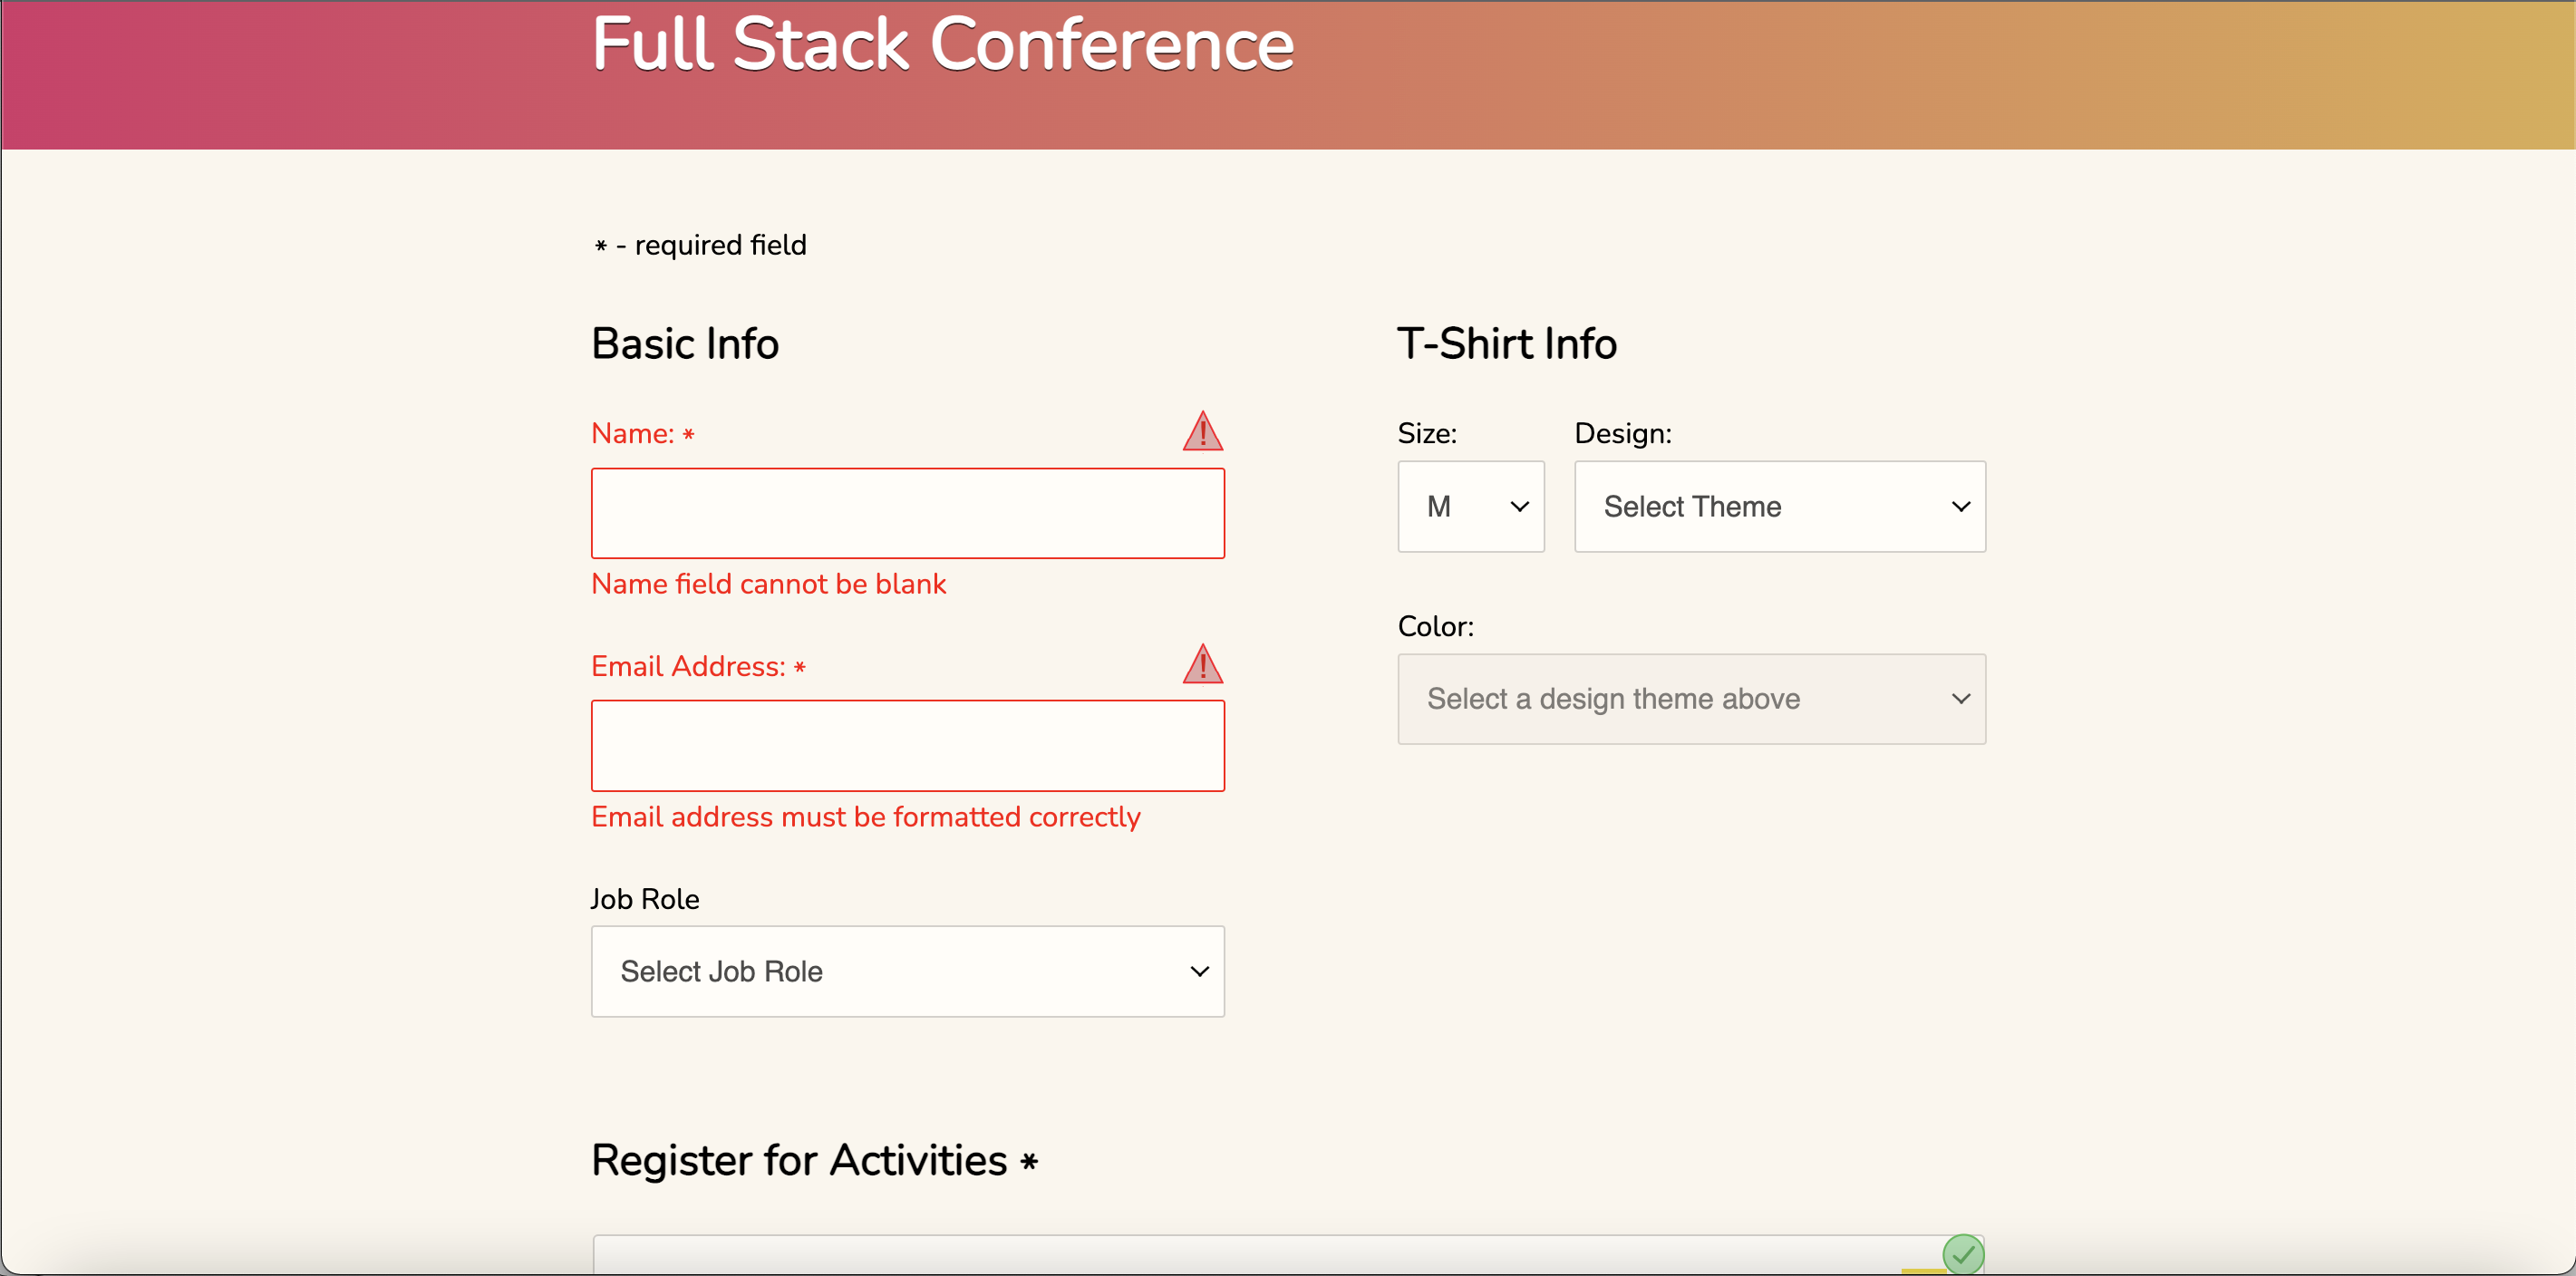 Full Stack Conference
* - required field
Basic Info
Name: *
Name field cannot be blank
Email Address: *
Email address must be formatted correctly
Job Role
Select Job Role
T-Shirt Info
Size:
M
Design:
Select Theme
Color:
Select a design theme above
Register for Activities *